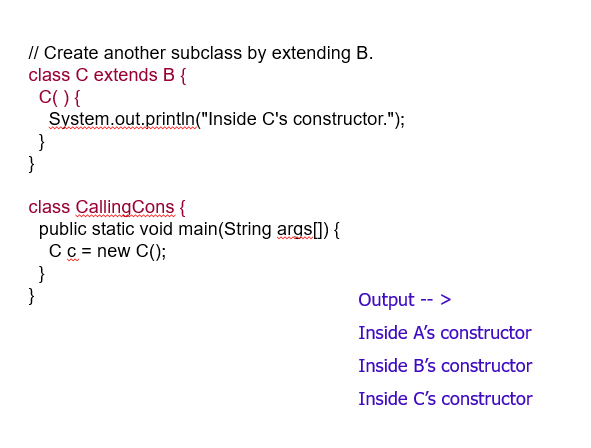 // Create another subclass by extending B.
class C extends B {
C( ) {
System.out.println("Inside C's constructor.");
}
}
class CallingCons {
public static void main(String args[]) {
C c = new C();
}
}
Output -- >
Inside A’s constructor
Inside B’s constructor
Inside C’s constructor